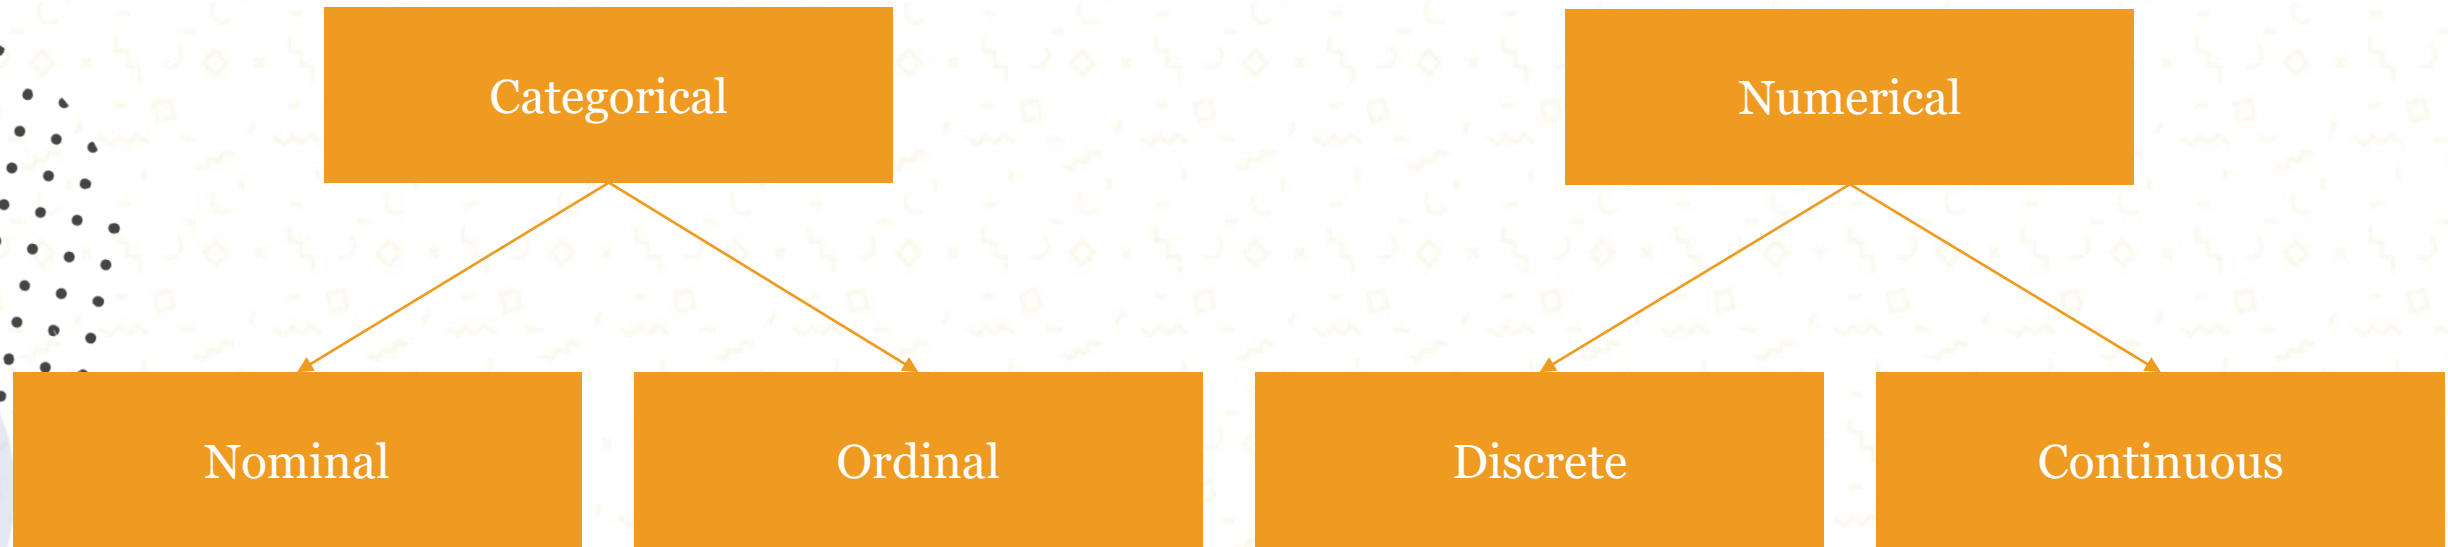 Categorical
Numerical
Nominal
Ordinal
Discrete
Continuous